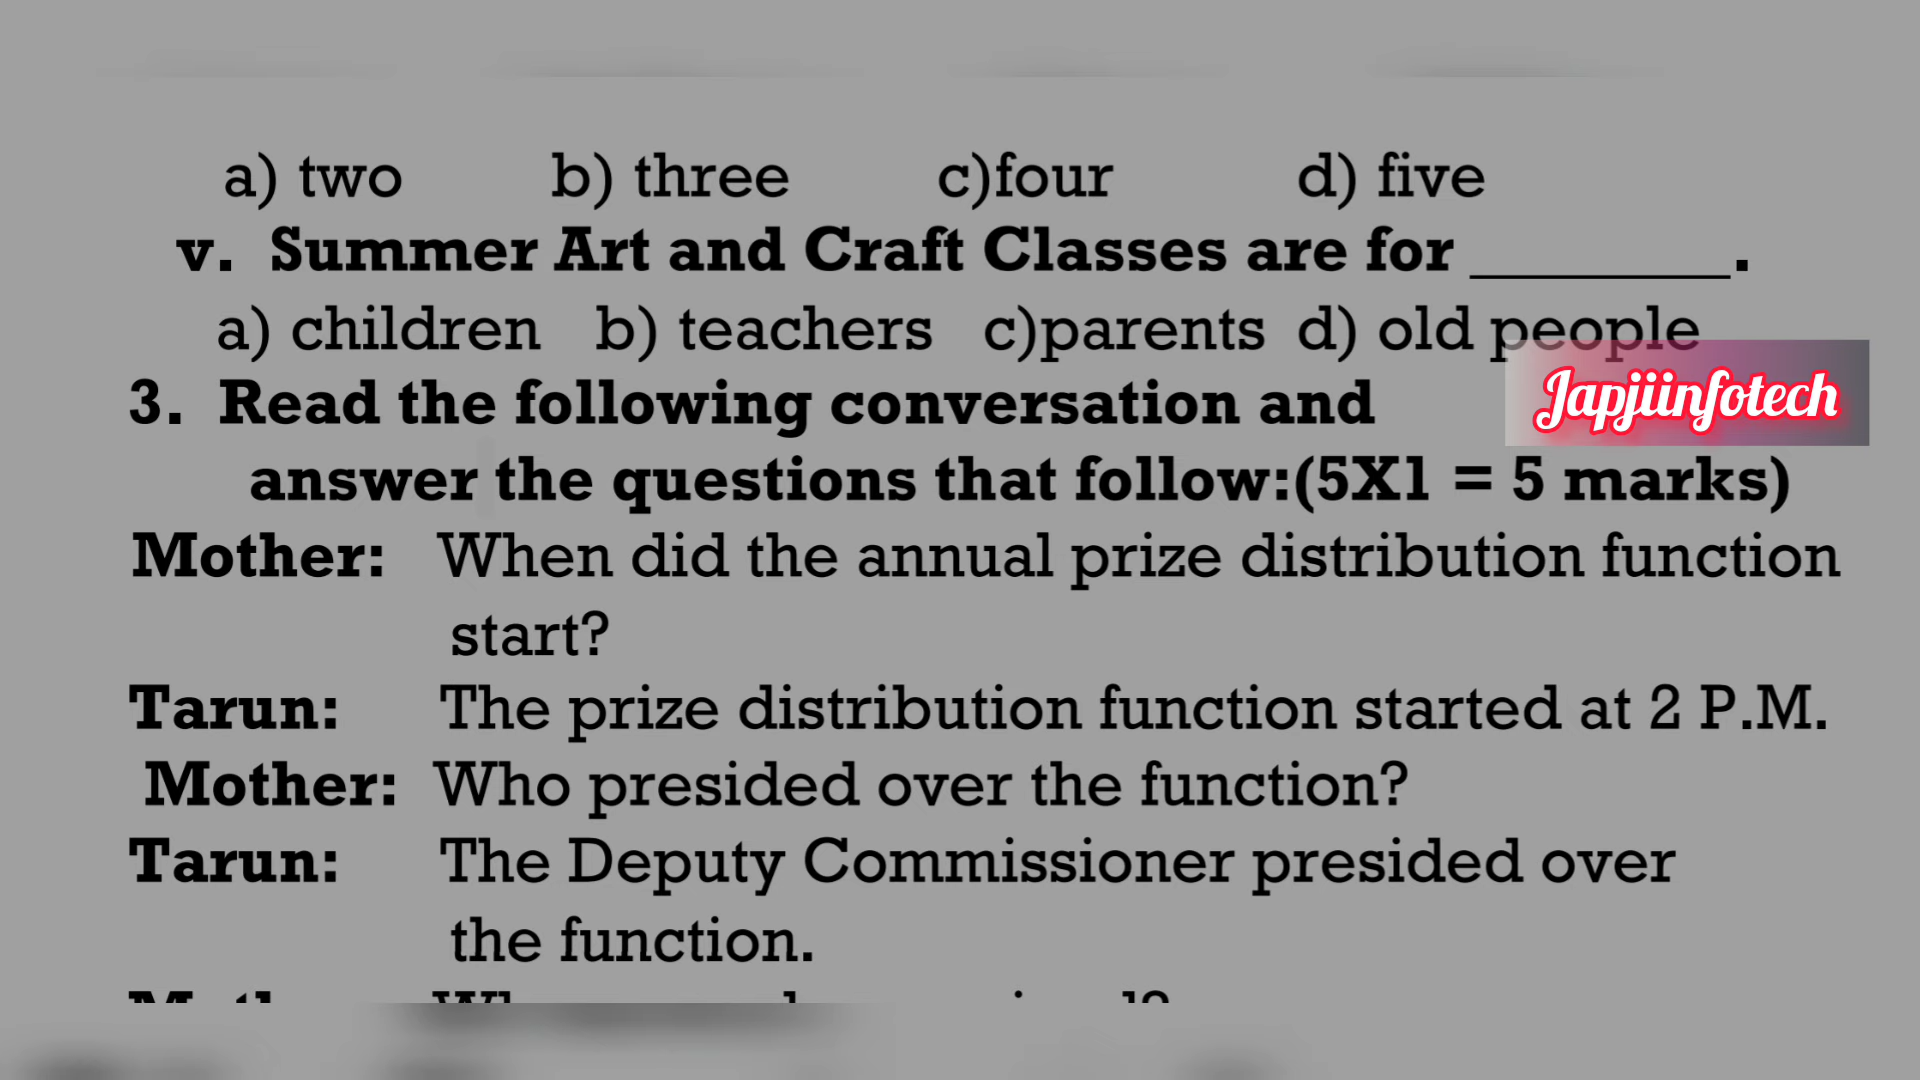 a) two b) three c)four d) five
v. Summer Art and Craft Classes are for ________.
a) children b) teachers c)parents d) old people
Japjiinfotech
3. Read the following conversation and
answer the questions that follow:(5X1 = 5 marks)
Mother: When did the annual prize distribution function
start?
Tarun: The prize distribution function started at 2 P.M.
Mother: Who presided over the function?
Tarun: The Deputy Commissioner presided over
the function.